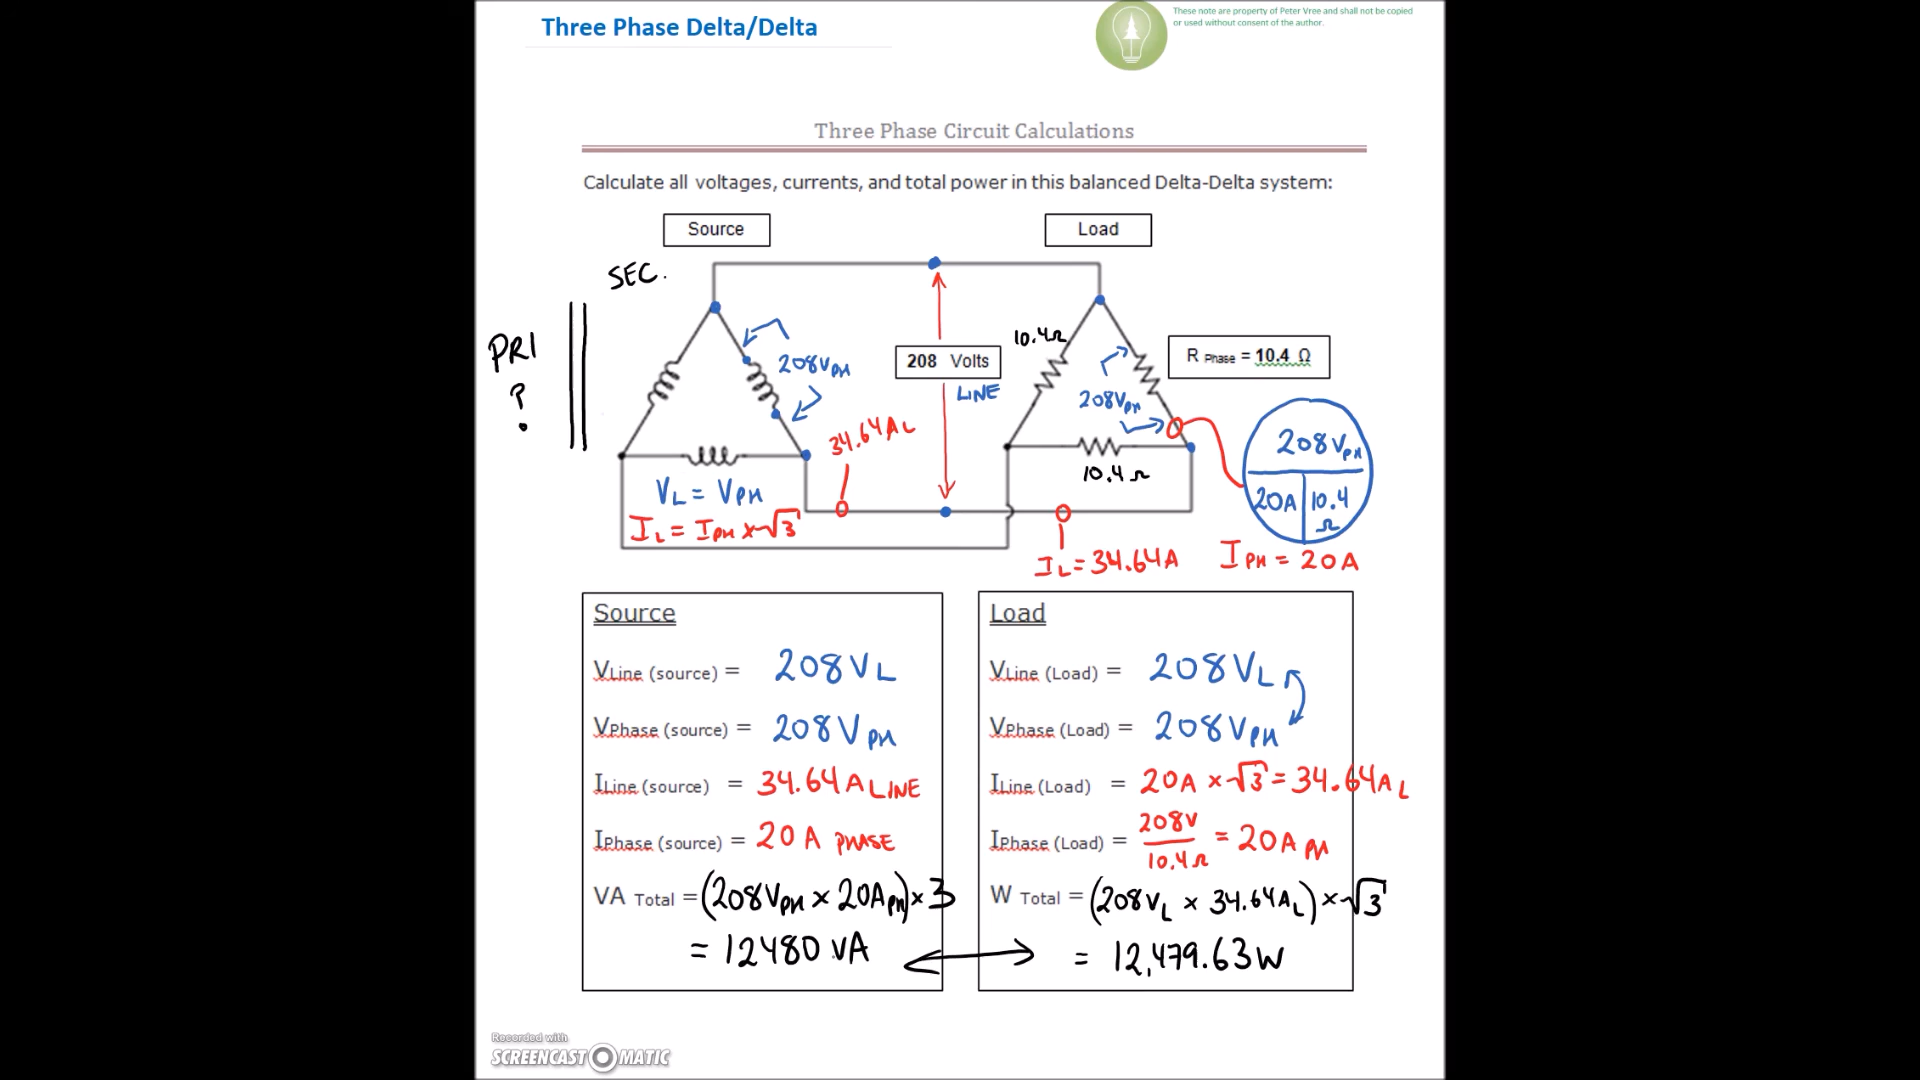 Three Phase Delta/Delta
These note are property of Peter Vree and shall not be copied
or used without consent of the author.
Three Phase Circuit Calculations
Calculate all voltages, currents, and total power in this balanced Delta-Delta system:
Source
Load
SEC.
PRI
?
208VPH
208 Volts
LINE
10.4Ω
R Phase = 10.4 Ω
208VPH
34.64AL
10.4Ω
208VPH
20A 10.4
Ω
VL = VPH
IL = IPH x √3
IL = 34.64A
IPH = 20A
Source
VLine (source) = 208VL
VPhase (source) = 208VPH
ILine (source) = 34.64A LINE
IPhase (source) = 20A PHASE
VA Total = (208VPH x 20APH) x 3
= 12480 VA
Load
VLine (Load) = 208VL
VPhase (Load) = 208VPH
ILine (Load) = 20A x √3 = 34.64AL
IPhase (Load) = 208V/10.4Ω = 20A PH
W Total = (208VL x 34.64AL) x √3
= 12,479.63W
Recorded with
SCREENCAST MATIC